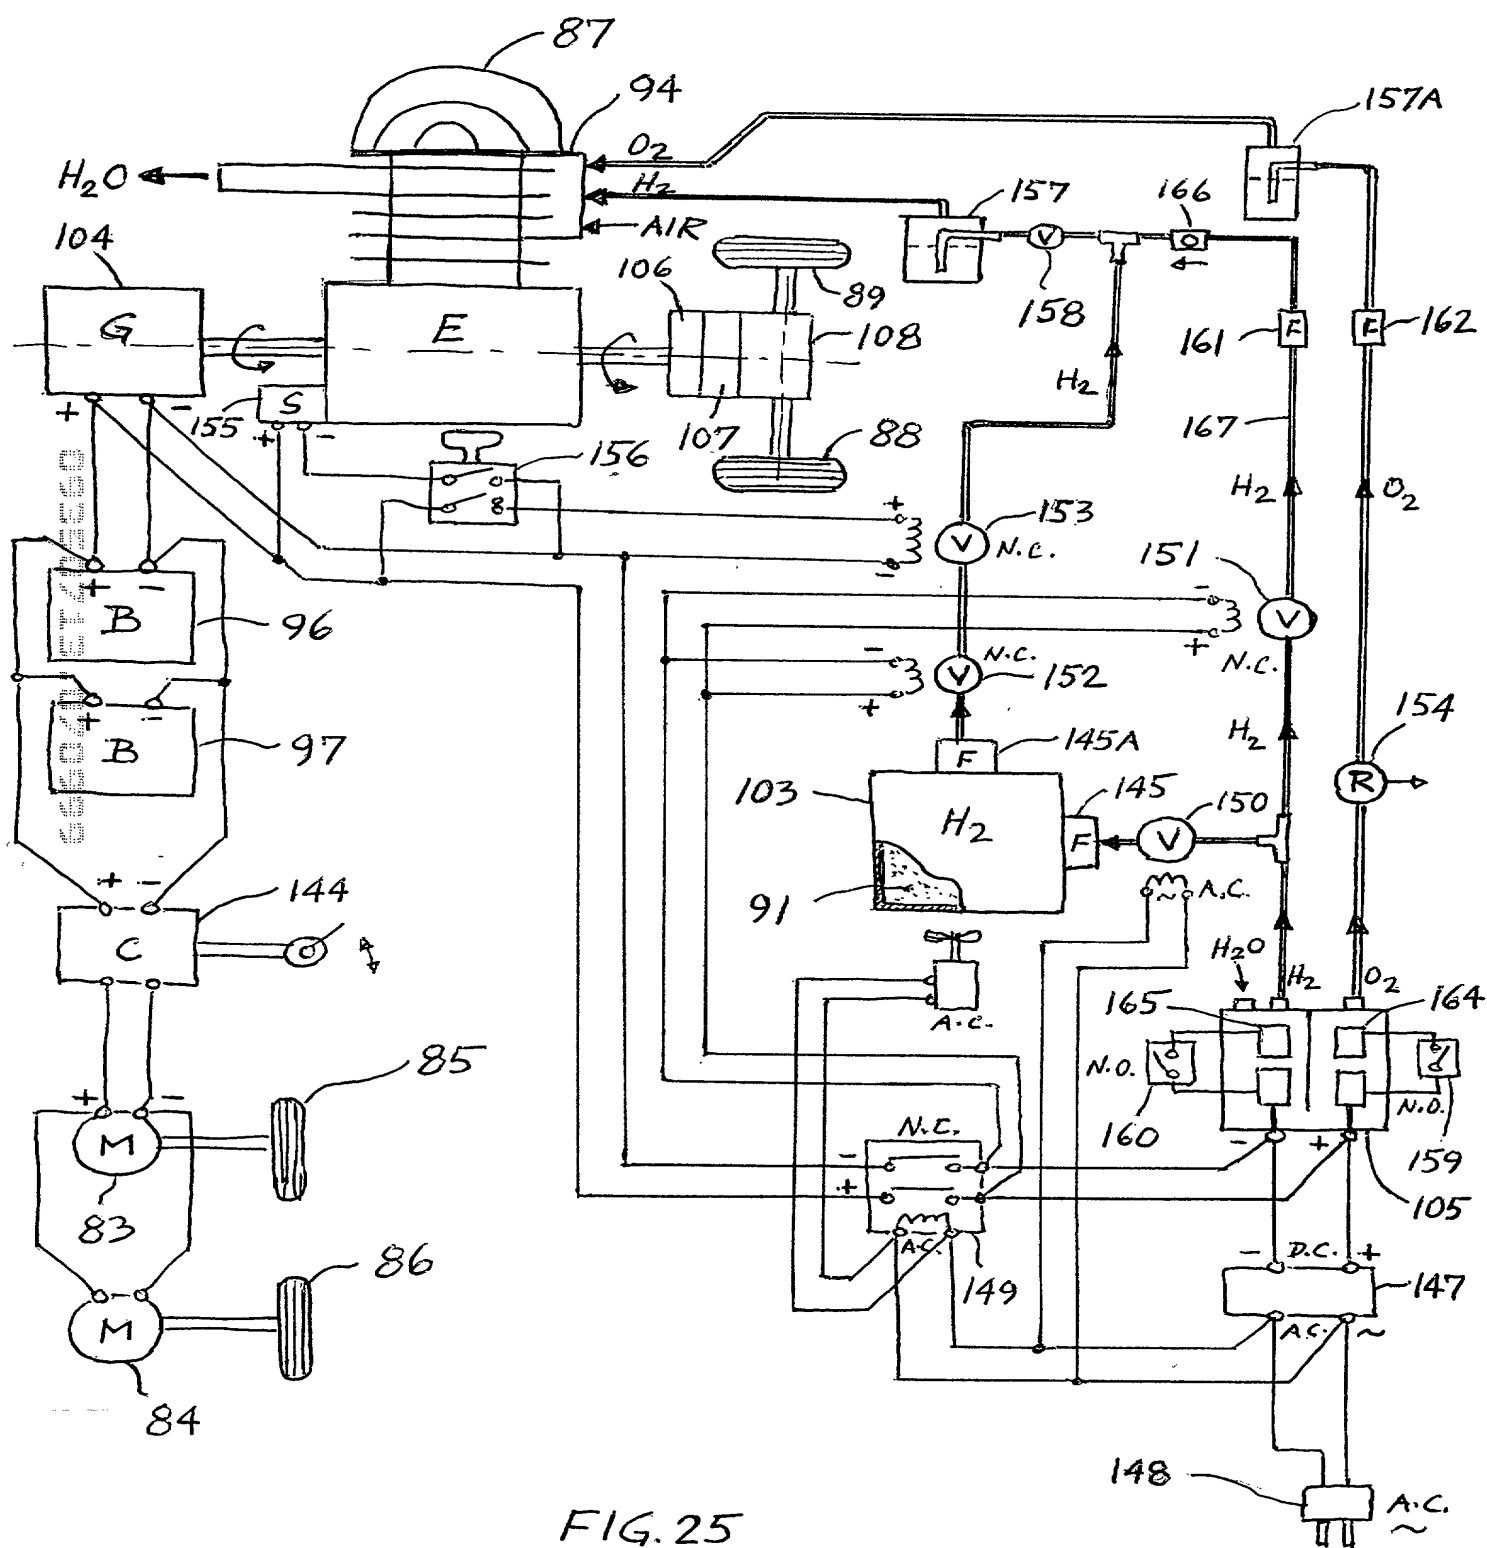 87
94
157A
O2
H2O
H2
157
166
AIR
104
106
89
G
E
108
158
161
F
F
162
H2
155
S
+
-
+
-
107
88
167
156
H2
O2
+
153
V
N.C.
-
151
-
V
+
-
B
96
+
N.C.
-
N.C.
V
152
+
+
-
B
97
H2
154
145A
F
R
103
145
150
H2
F
V
+
-
144
91
A.C.
C
H2O
H2
O2
165
164
A.C.
N.O.
85
+
-
M
N.C.
160
-
+
N.O.
159
83
-
+
105
86
A.C.
149
-
D.C.
+
147
M
A.C.
~
84
148
A.C.
~
FIG. 25